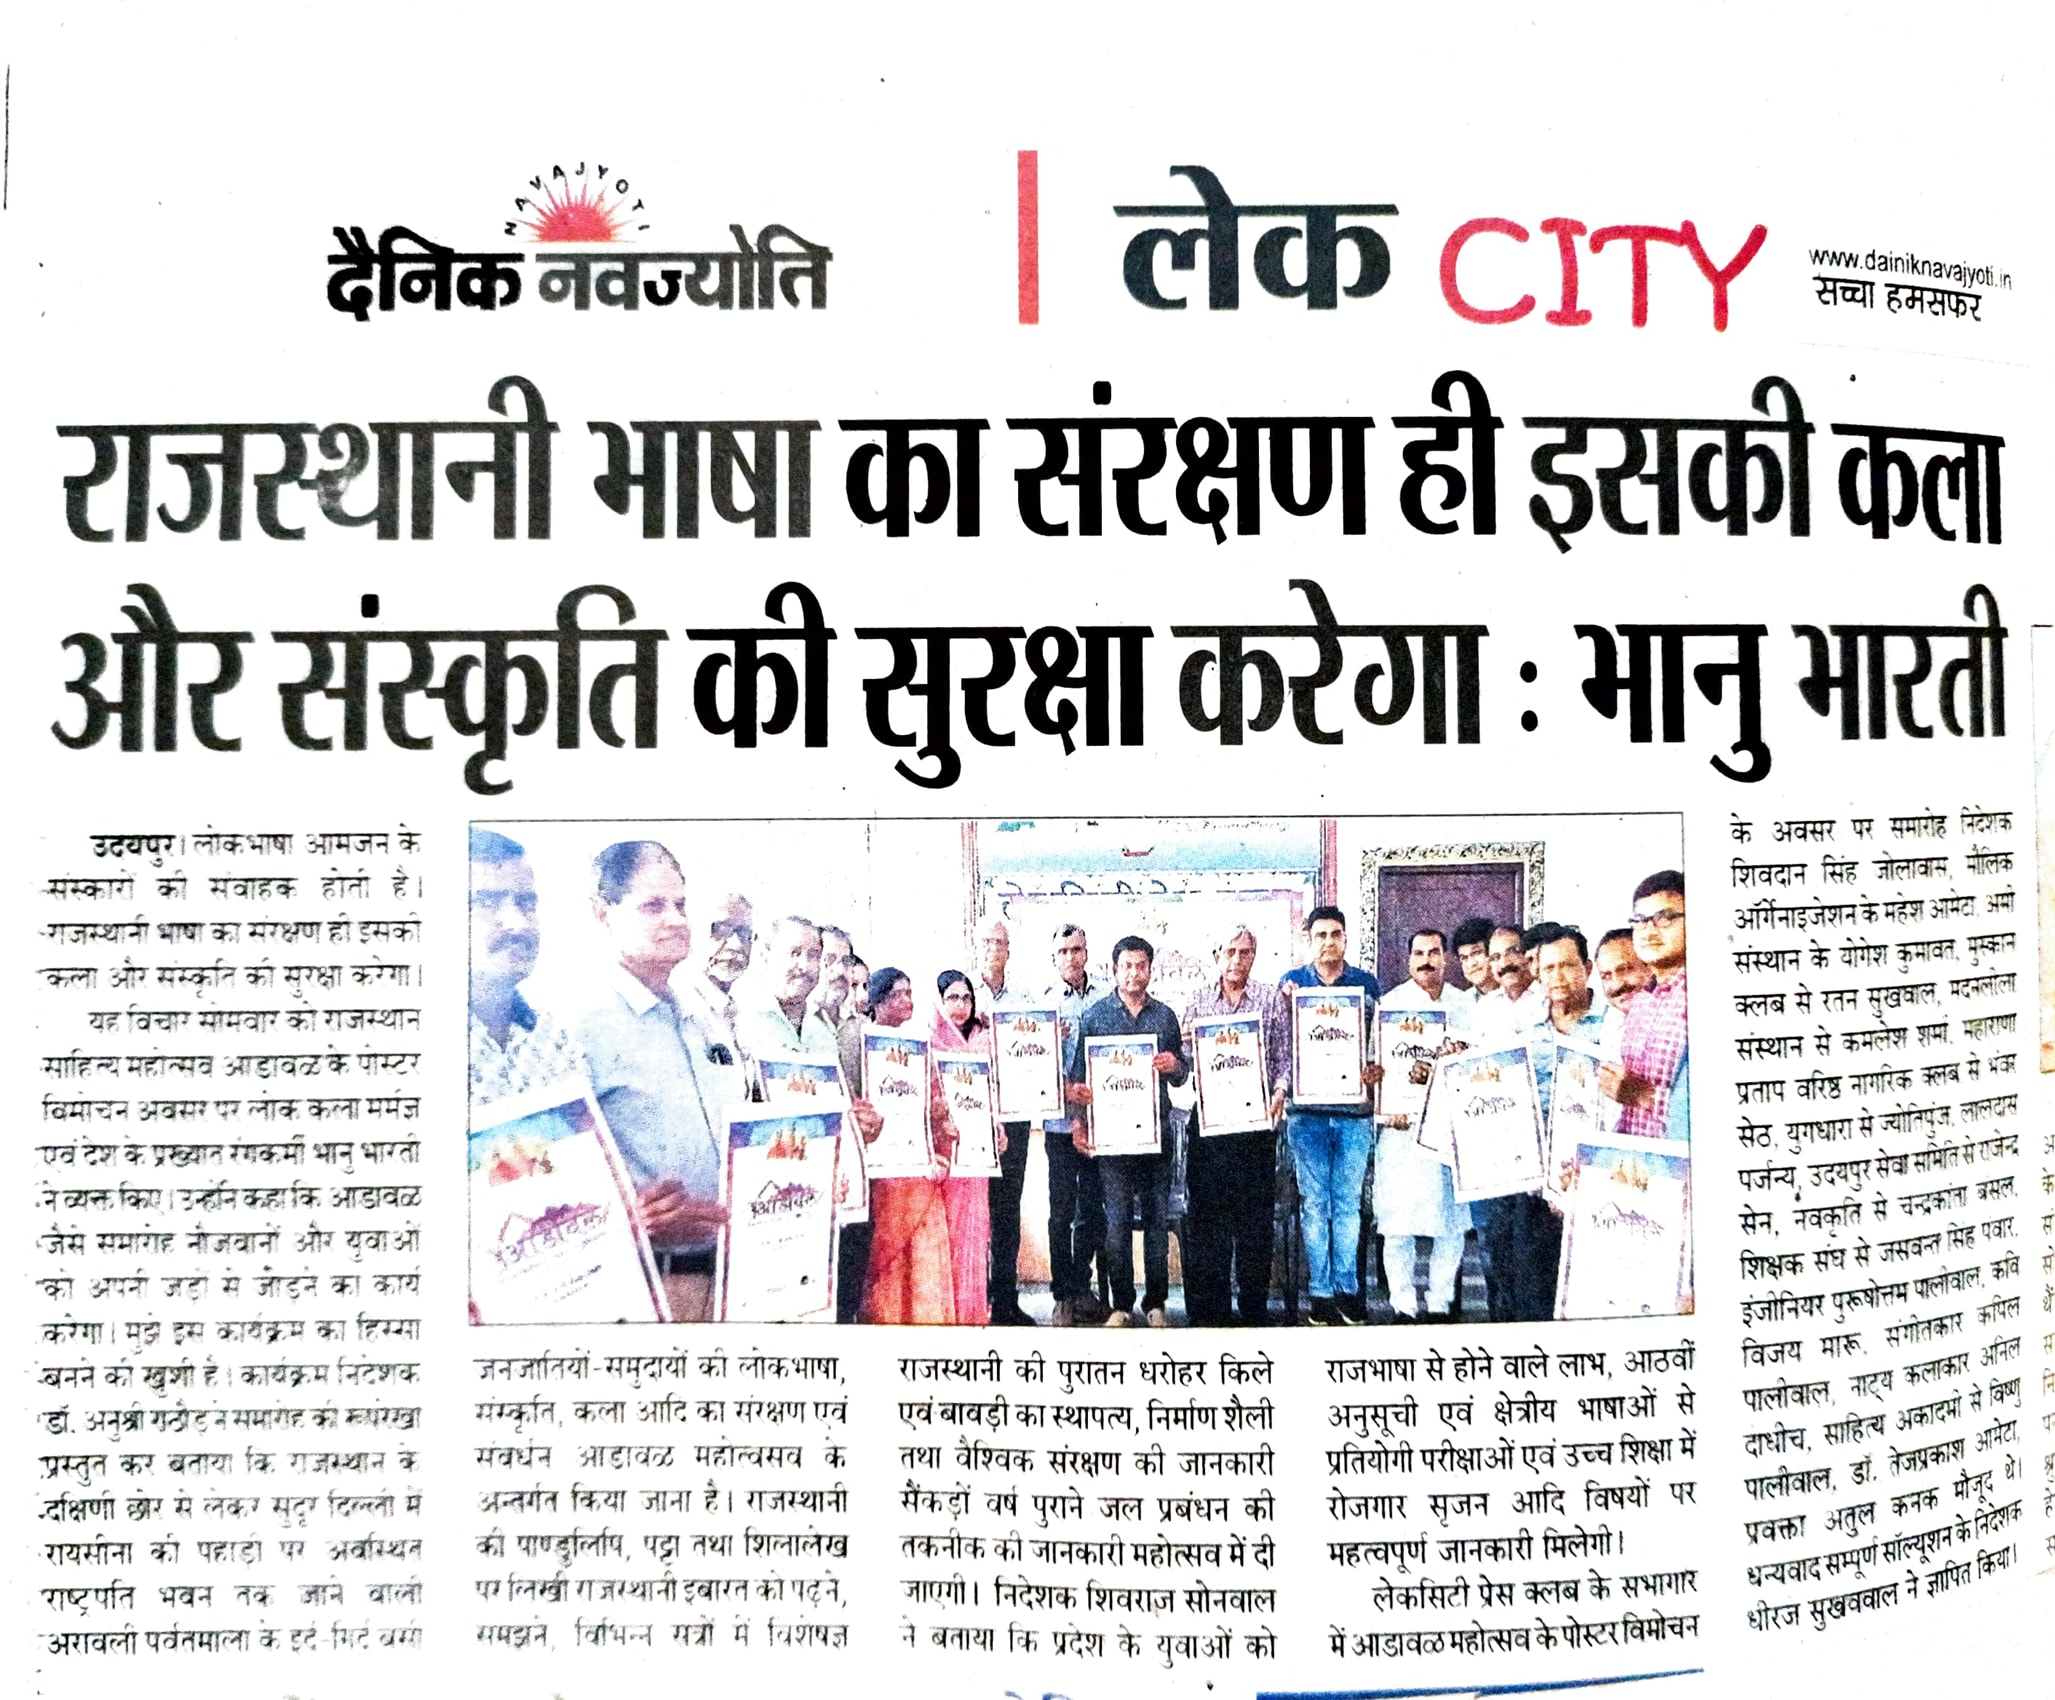 NAVAJYOTI
दैनिक नवज्योति
लेक CITY
www.dainiknavajyoti.in
सच्चा हमसफर
राजस्थानी भाषा का संरक्षण ही इसकी कला
और संस्कृति की सुरक्षा करेगा : भानु भारती
उदयपुर। लोकभाषा आमजन के
संस्कारों की संवाहक होती है।
राजस्थानी भाषा का संरक्षण ही इसकी
कला और संस्कृति की सुरक्षा करेगा।
यह विचार सोमवार को राजस्थान
साहित्य महोत्सव आडावळ के पोस्टर
विमोचन अवसर पर लोक कला मर्मज्ञ
एवं देश के प्रख्यात रंगकर्मी भानु भारती
ने व्यक्त किए। उन्होंने कहा कि आडावळ
जैसे समारोह नौजवानों और युवाओं
को अपनी जड़ों से जोड़ने का कार्य
करेगा। मुझे इस कार्यक्रम का हिस्सा
बनने की खुशी है। कार्यक्रम निदेशक
डॉ. अनुश्री राठौड़ ने समारोह की रूपरेखा
प्रस्तुत कर बताया कि राजस्थान के
दक्षिणी छोर से लेकर सुदूर दिल्ली में
रायसीना की पहाड़ी पर अवस्थित
राष्ट्रपति भवन तक जाने वाली
अरावली पर्वतमाला के इर्द-गिर्द बसी
जनजातियों-समुदायों की लोकभाषा,
संस्कृति, कला आदि का संरक्षण एवं
संवर्धन आडावळ महोत्वसव के
अन्तर्गत किया जाना है। राजस्थानी
की पाण्डुलिपि, पट्टा तथा शिलालेख
पर लिखी राजस्थानी इबारत को पढ़ने,
समझने, विभिन्न सत्रों में विशेषज्ञ
राजस्थानी की पुरातन धरोहर किले
एवं बावड़ी का स्थापत्य, निर्माण शैली
तथा वैश्विक संरक्षण की जानकारी
सैंकड़ों वर्ष पुराने जल प्रबंधन की
तकनीक की जानकारी महोत्सव में दी
जाएगी। निदेशक शिवराज सोनवाल
ने बताया कि प्रदेश के युवाओं को
राजभाषा से होने वाले लाभ, आठवीं
अनुसूची एवं क्षेत्रीय भाषाओं से
प्रतियोगी परीक्षाओं एवं उच्च शिक्षा में
रोजगार सृजन आदि विषयों पर
महत्वपूर्ण जानकारी मिलेगी।
लेकसिटी प्रेस क्लब के सभागार
में आडावळ महोत्सव के पोस्टर विमोचन
के अवसर पर समारोह निदेशक
शिवदान सिंह जोलावास, मौलिक
ऑर्गेनाइजेशन के महेश आमेटा, अमी
संस्थान के योगेश कुमावत, मुस्कान
क्लब से रतन सुखवाल, मदनलीला
संस्थान से कमलेश शर्मा, महाराणा
प्रताप वरिष्ठ नागरिक क्लब से भंवर
सेठ, युगधारा से ज्योतिपुंज, लालदास
पर्जन्य, उदयपुर सेवा समिति से राजेन्द्र
सेन, नवकृति से चन्द्रकांता बंसल,
शिक्षक संघ से जसवन्त सिंह पंवार,
इंजीनियर पुरूषोत्तम पालीवाल, कवि
विजय मारू, संगीतकार कपिल
पालीवाल, नाट्य कलाकार अनिल
दाधीच, साहित्य अकादमी से विष्णु
पालीवाल, डॉ. तेजप्रकाश आमेटा,
प्रवक्ता अतुल कनक मौजूद थे।
धन्यवाद सम्पूर्ण सॉल्यूशन के निदेशक
धीरज सुखववाल ने ज्ञापित किया।